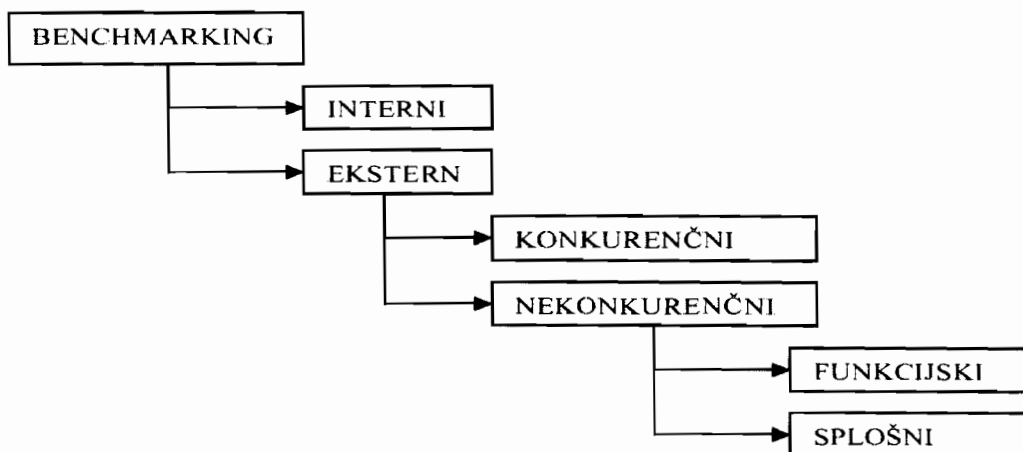 BENCHMARKING
INTERNI
EKSTERN
KONKURENČNI
NEKONKURENČNI
FUNKCIJSKI
SPLOŠNI